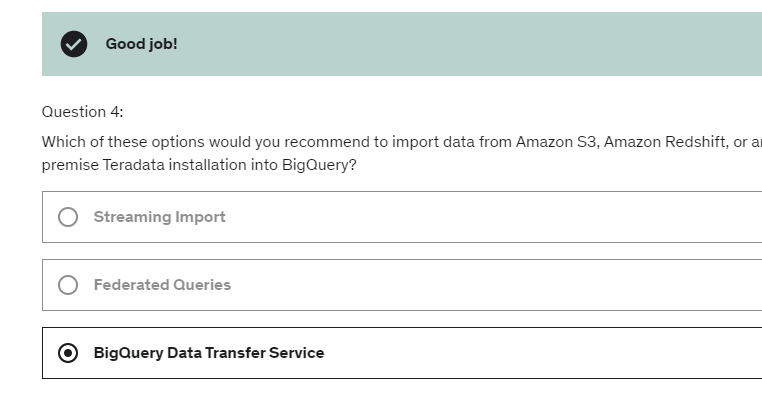 Good job!
Question 4:
Which of these options would you recommend to import data from Amazon S3, Amazon Redshift, or
premise Teradata installation into BigQuery?
Streaming Import
Federated Queries
BigQuery Data Transfer Service